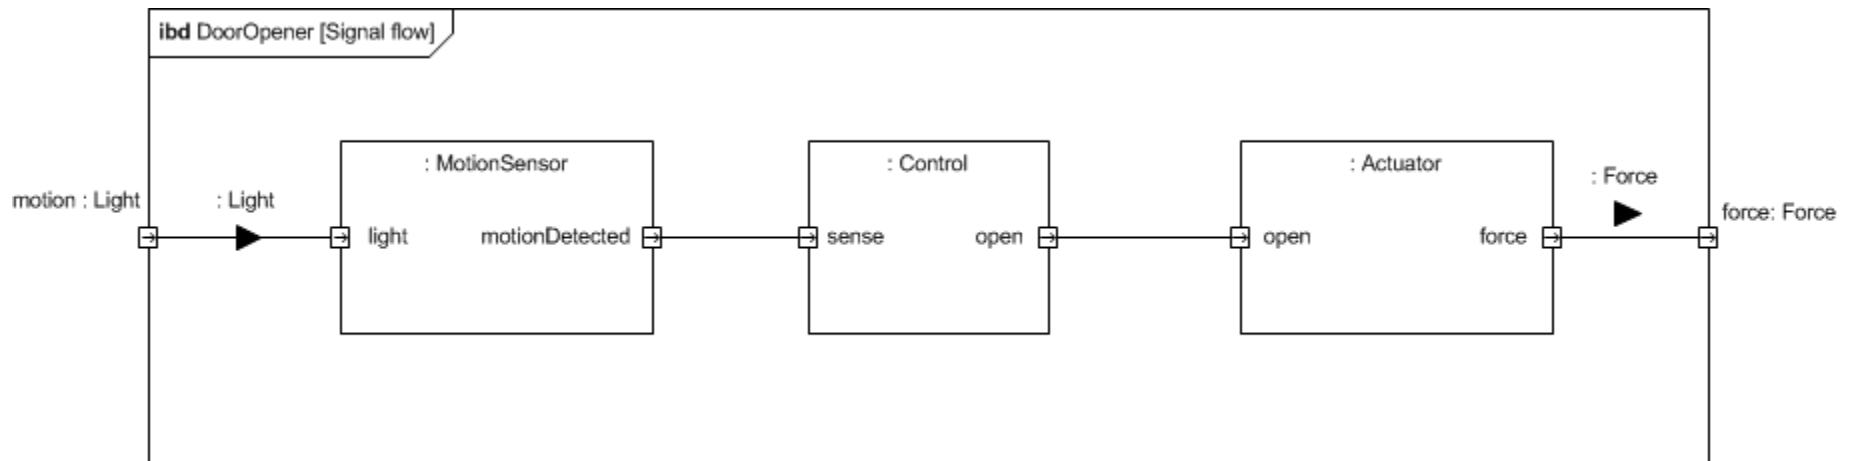 ibd DoorOpener [Signal flow]
: MotionSensor
: Control
: Actuator
: Force
motion : Light
: Light
force: Force
light
motionDetected
sense
open
open
force